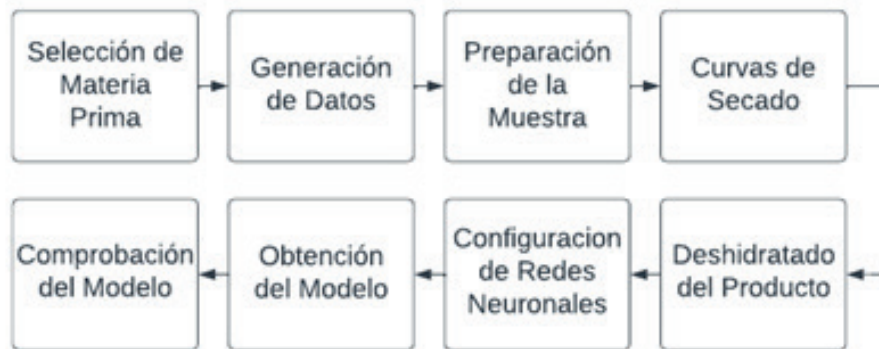 Selección de
Materia
Prima
Generación
de Datos
Preparación
de la
Muestra
Curvas de
Secado
Deshidratado
del Producto
Configuracion
de Redes
Neuronales
Obtención
del Modelo
Comprobación
del Modelo